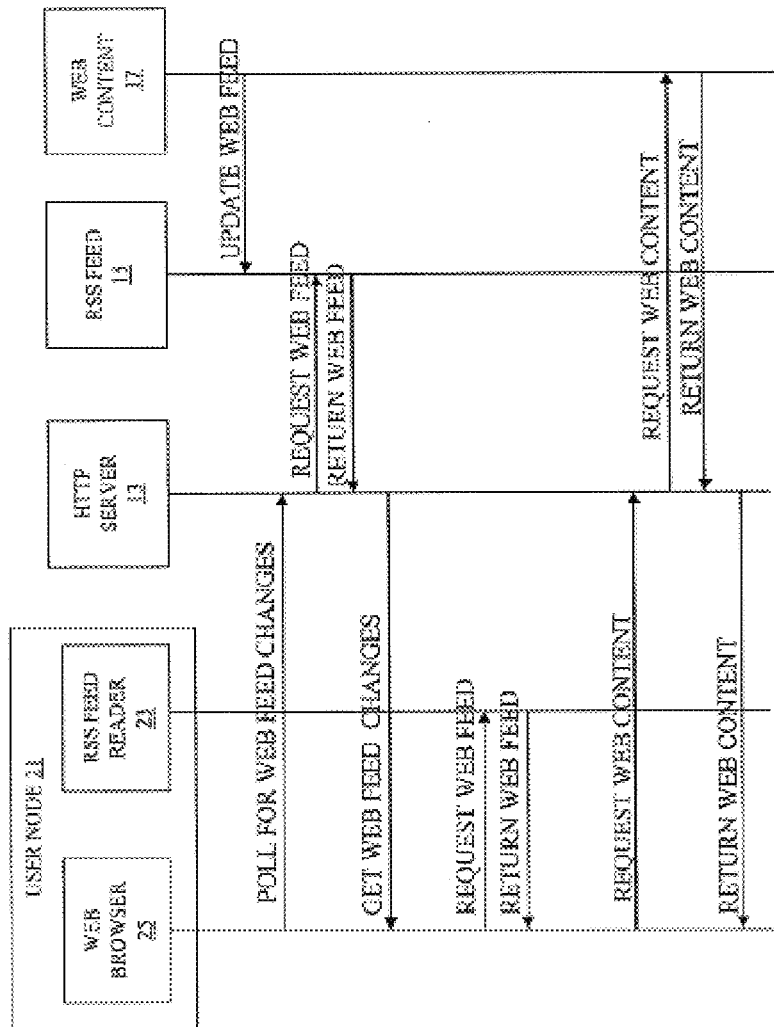 USER NODE 21
WEB
BROWSER
25
RSS FEED
READER
23
HTTP
SERVER
13
RSS FEED
15
WEB
CONTENT
17
UPDATE WEB FEED
POLL FOR WEB FEED CHANGES
REQUEST WEB FEED
RETURN WEB FEED
GET WEB FEED CHANGES
REQUEST WEB FEED
RETURN WEB FEED
REQUEST WEB CONTENT
REQUEST WEB CONTENT
RETURN WEB CONTENT
RETURN WEB CONTENT